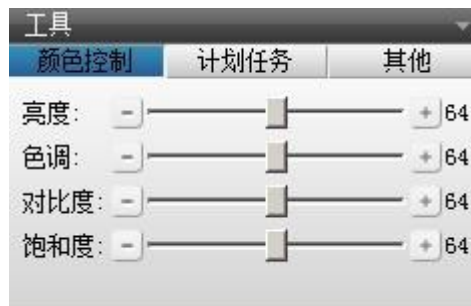 工具
颜色控制 计划任务 其他
亮度: - + 64
色调: - + 64
对比度: - + 64
饱和度: - + 64